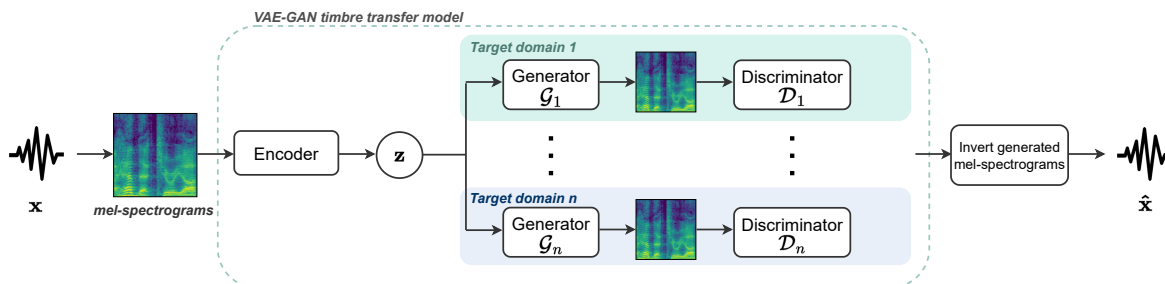 VAE-GAN timbre transfer model
Target domain 1
Generator
𝒢₁
Discriminator
𝒟₁
x
mel-spectrograms
Encoder
z
Invert generated
mel-spectrograms
x̂
Target domain n
Generator
𝒢ₙ
Discriminator
𝒟ₙ